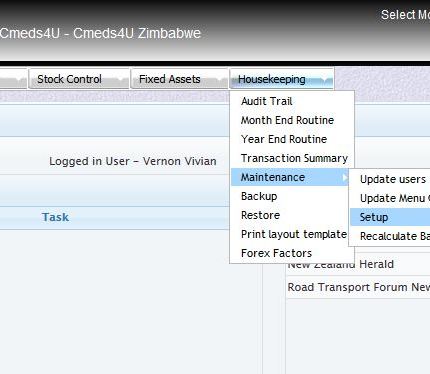 Select Mo
Cmeds4U - Cmeds4U Zimbabwe
Stock Control
Fixed Assets
Housekeeping
Audit Trail
Month End Routine
Year End Routine
Transaction Summary
Logged in User - Vernon Vivian
Maintenance
Update users
Backup
Update Menu
Task
Restore
Setup
Print layout template
Recalculate Ba
Forex Factors
New Zealand Herald
Road Transport Forum New